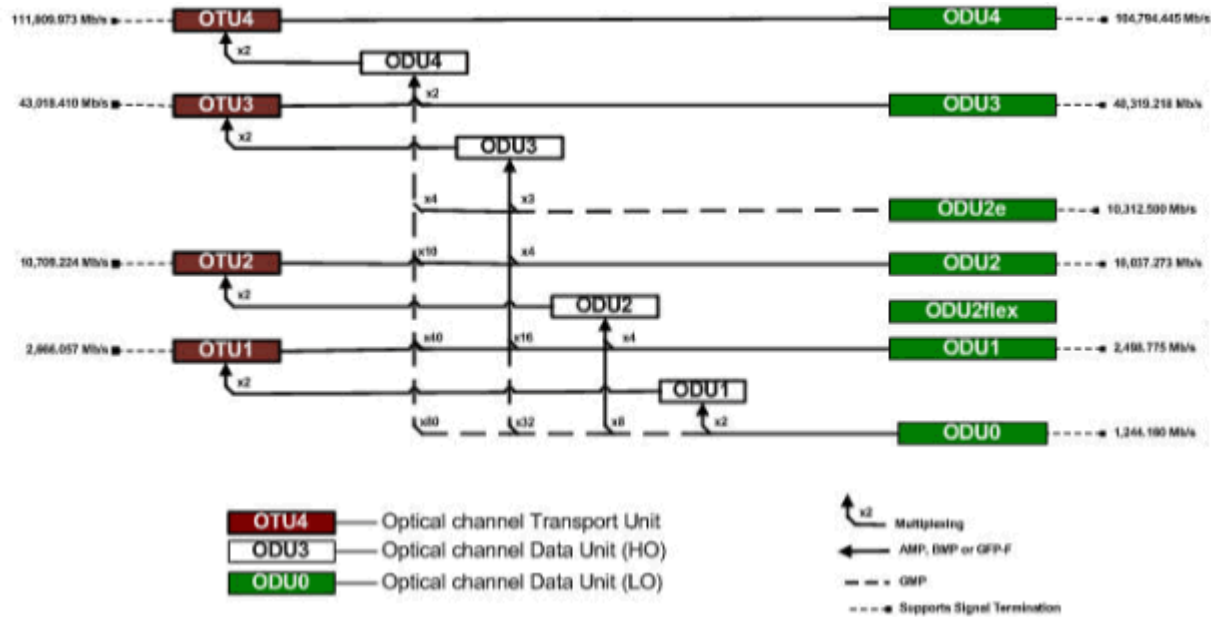 111,809.973 Mb/s OTU4 ODU4 104,794.445 Mb/s
x2 ODU4
43,018.410 Mb/s OTU3 x2 ODU3 40,319.218 Mb/s
x2 ODU3
x4 x3 ODU2e 10,312.500 Mb/s
10,709.224 Mb/s OTU2 x10 x4 ODU2 10,037.273 Mb/s
x2 ODU2 ODU2flex
2,666.057 Mb/s OTU1 x40 x16 x4 ODU1 2,498.775 Mb/s
x2 ODU1
x80 x32 x8 x2 ODU0 1,244.160 Mb/s
OTU4 Optical channel Transport Unit
ODU3 Optical channel Data Unit (HO)
ODU0 Optical channel Data Unit (LO)
x2 Multiplexing
AMP, BMP or GFP-F
GMP
Supports Signal Termination